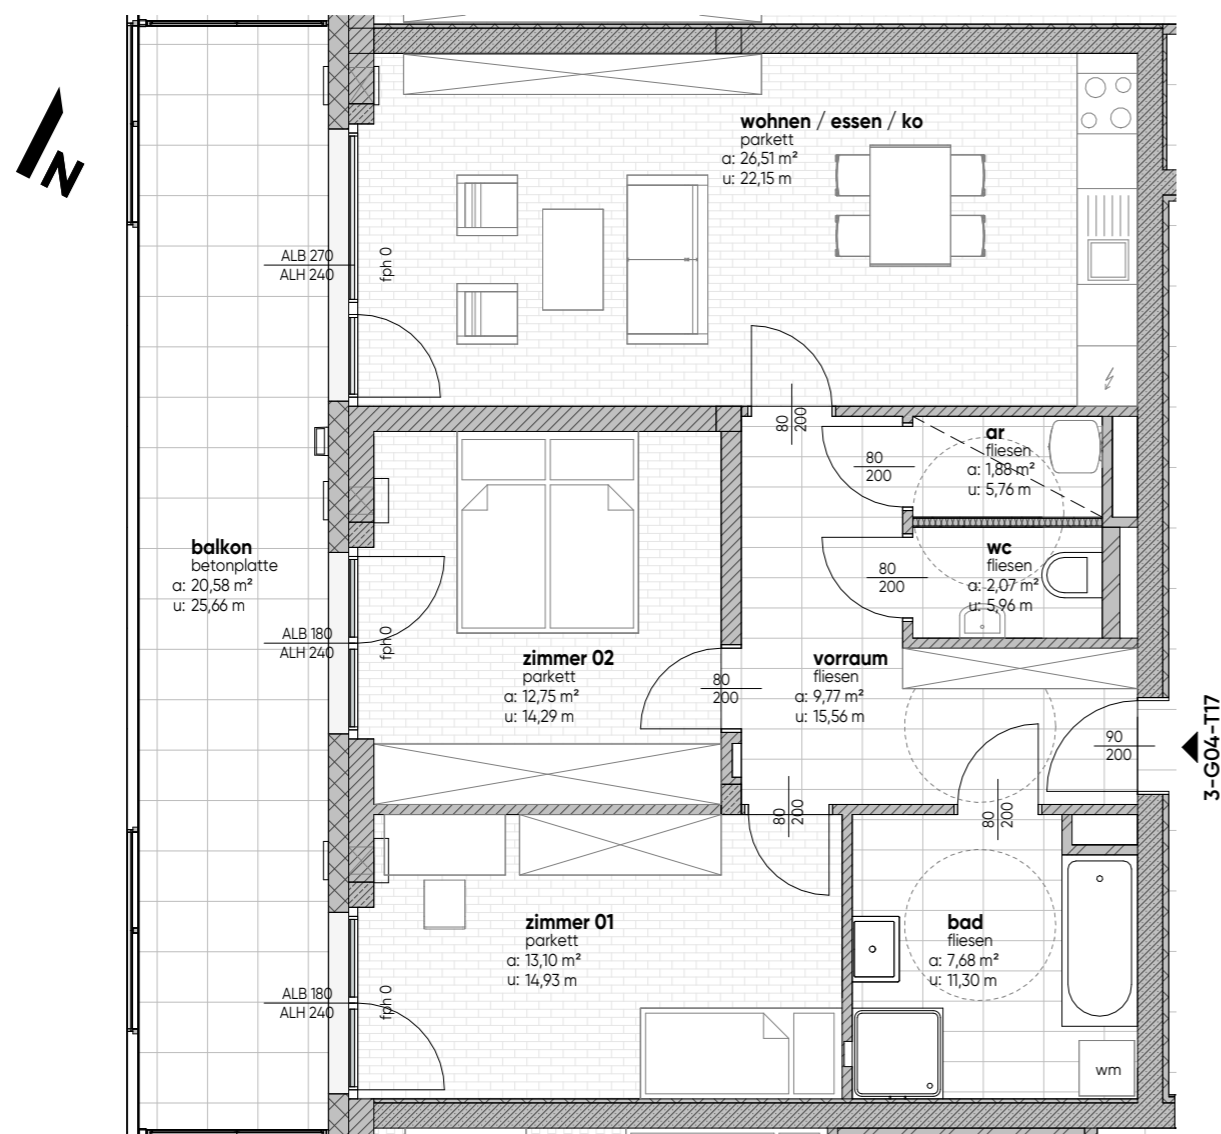 N
wohnen / essen / ko
parkett
a: 26,51 m²
u: 22,15 m
ALB 270
ALH 240
fph 0
80
200
ar
fliesen
a: 1,88 m²
u: 5,76 m
80
200
balkon
betonplatte
a: 20,58 m²
u: 25,66 m
wc
fliesen
a: 2,07 m²
u: 5,96 m
80
200
ALB 180
ALH 240
fph 0
zimmer 02
parkett
a: 12,75 m²
u: 14,29 m
80
200
vorraum
fliesen
a: 9,77 m²
u: 15,56 m
90
200
3-G04-T17
80
200
80
200
zimmer 01
parkett
a: 13,10 m²
u: 14,93 m
bad
fliesen
a: 7,68 m²
u: 11,30 m
ALB 180
ALH 240
fph 0
wm